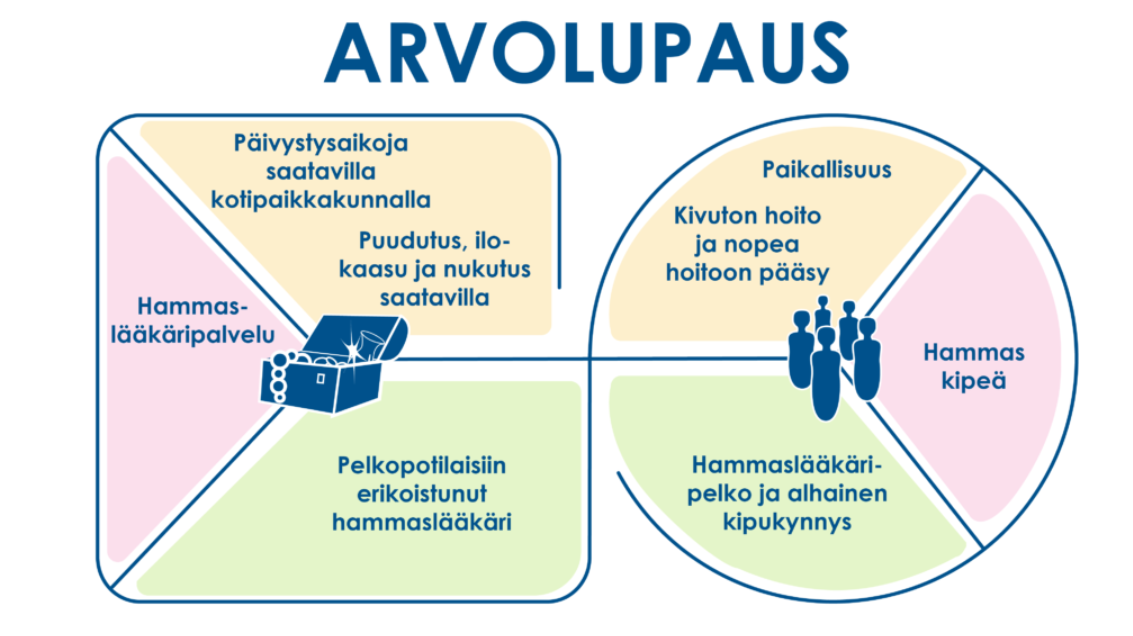 ARVOLUPAUS
Päivystysaikoja
saatavilla
kotipaikkakunnalla
Puudutus, ilo-
kaasu ja nukutus
saatavilla
Hammas-
lääkäripalvelu
Pelkopotilaisiin
erikoistunut
hammaslääkäri
Paikallisuus
Kivuton hoito
ja nopea
hoitoon pääsy
Hammas
kipeä
Hammaslääkäri-
pelko ja alhainen
kipukynnys